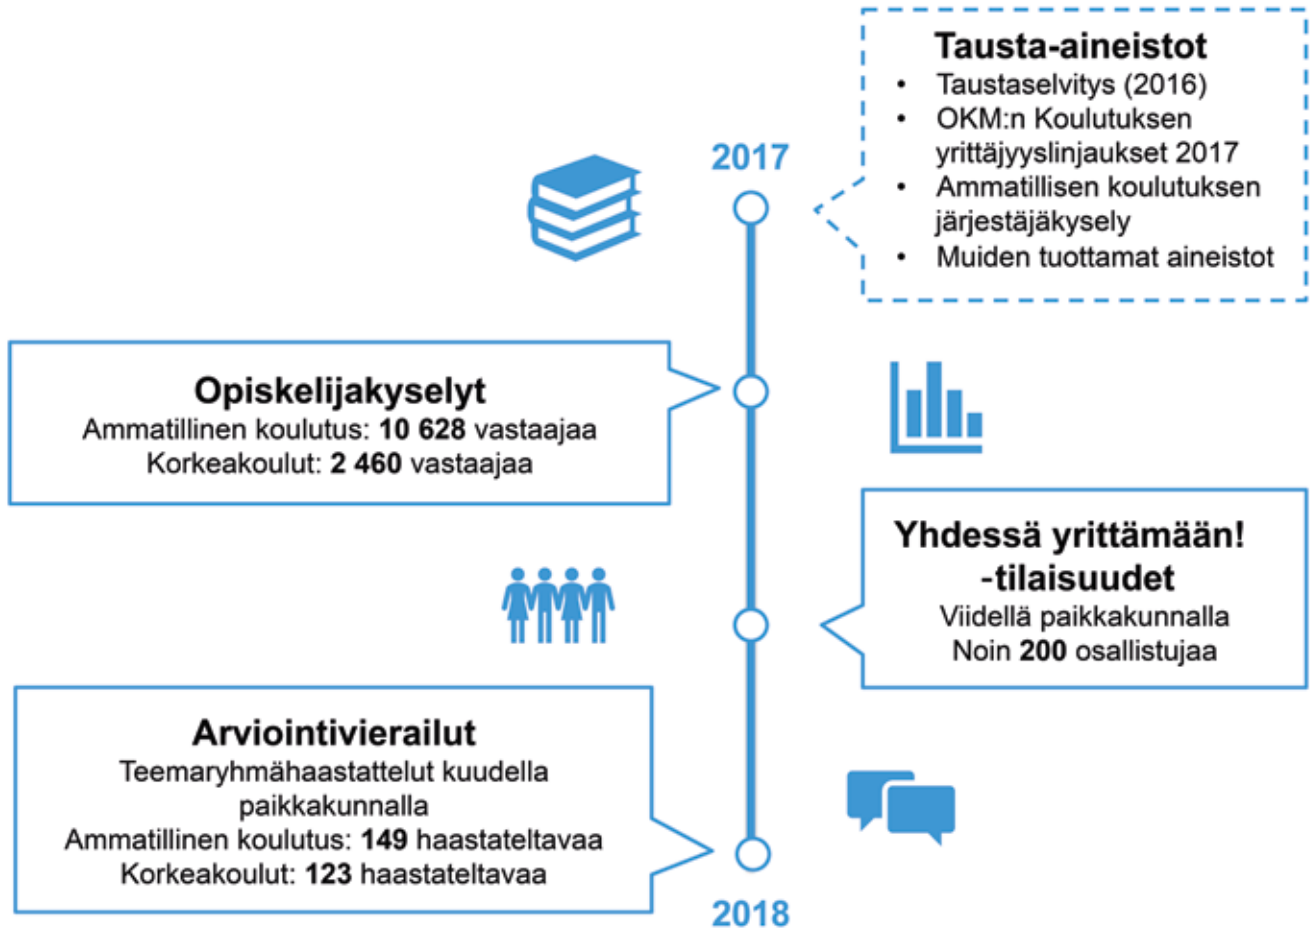 2017
Tausta-aineistot
• Taustaselvitys (2016)
• OKM:n Koulutuksen
yrittäjyyslinjaukset 2017
• Ammatillisen koulutuksen
järjestäjäkysely
• Muiden tuottamat aineistot
Opiskelijakyselyt
Ammatillinen koulutus: 10 628 vastaajaa
Korkeakoulut: 2 460 vastaajaa
Yhdessä yrittämään!
-tilaisuudet
Viidellä paikkakunnalla
Noin 200 osallistujaa
Arviointivierailut
Teemaryhmähaastattelut kuudella
paikkakunnalla
Ammatillinen koulutus: 149 haastateltavaa
Korkeakoulut: 123 haastateltavaa
2018